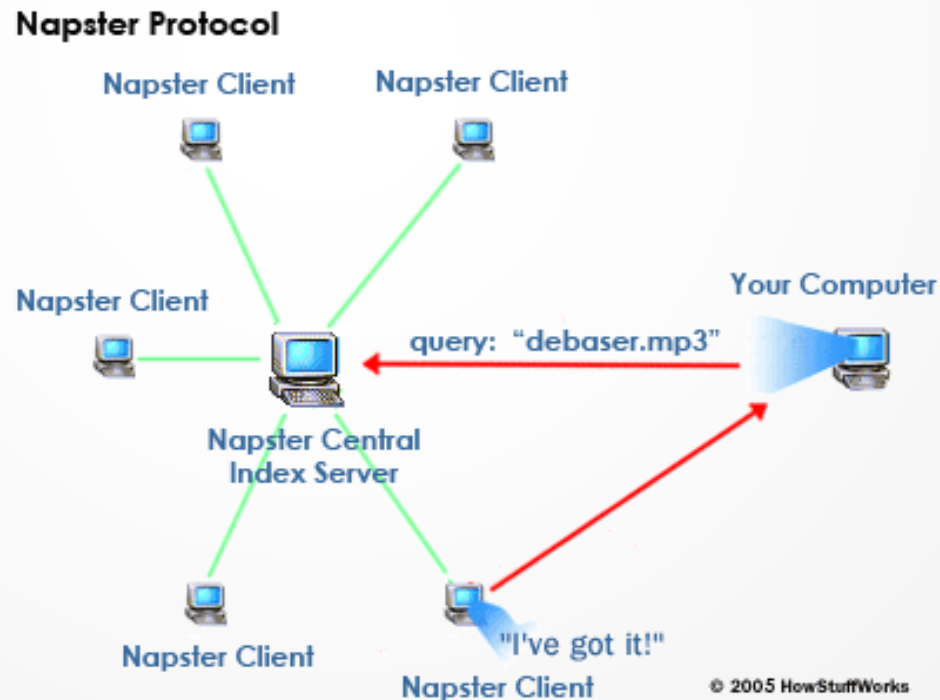 Napster Protocol
Napster Client
Napster Client
Napster Client
Your Computer
query: “debaser.mp3”
Napster Central
Index Server
"I've got it!"
Napster Client
Napster Client
© 2005 HowStuffWorks